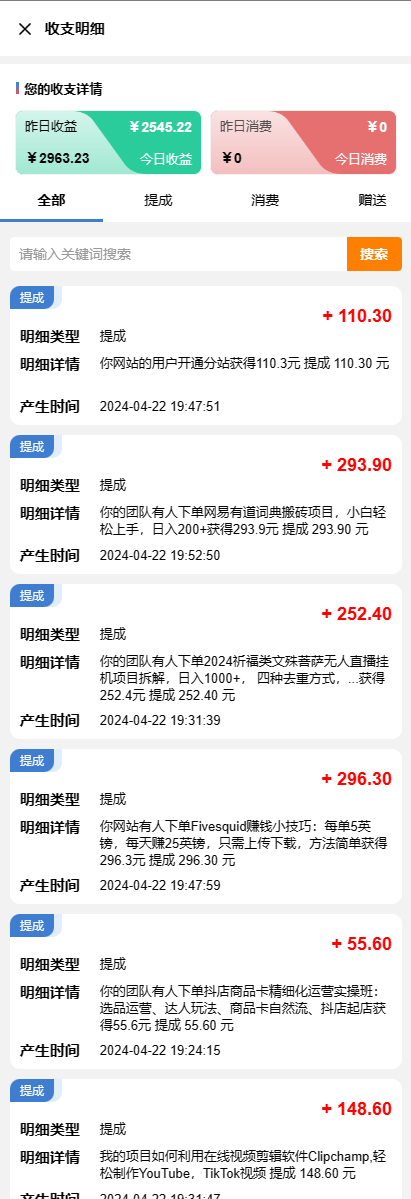 收支明细
您的收支详情
昨日收益
¥2545.22
¥2963.23
今日收益
昨日消费
¥0
¥0
今日消费
全部
提成
消费
赠送
请输入关键词搜索
搜索
提成
+ 110.30
明细类型 提成
明细详情 你网站的用户开通分站获得110.3元 提成 110.30 元
产生时间 2024-04-22 19:47:51
提成
+ 293.90
明细类型 提成
明细详情 你的团队有人下单网易有道词典搬砖项目，小白轻
松上手，日入200+获得293.9元 提成 293.90 元
产生时间 2024-04-22 19:52:50
提成
+ 252.40
明细类型 提成
明细详情 你的团队有人下单2024祈福类文殊菩萨无人直播挂
机项目拆解，日入1000+， 四种去重方式，...获得
252.4元 提成 252.40 元
产生时间 2024-04-22 19:31:39
提成
+ 296.30
明细类型 提成
明细详情 你网站有人下单Fivesquid赚钱小技巧：每单5英
镑，每天赚25英镑，只需上传下载，方法简单获得
296.3元 提成 296.30 元
产生时间 2024-04-22 19:47:59
提成
+ 55.60
明细类型 提成
明细详情 你的团队有人下单抖店商品卡精细化运营实操班：
选品运营、达人玩法、商品卡自然流、抖店起店获
得55.6元 提成 55.60 元
产生时间 2024-04-22 19:24:15
提成
+ 148.60
明细类型 提成
明细详情 我的项目如何利用在线视频剪辑软件Clipchamp,轻
松制作YouTube，TikTok视频 提成 148.60 元
产生时间 2024-04-22 19:31:47